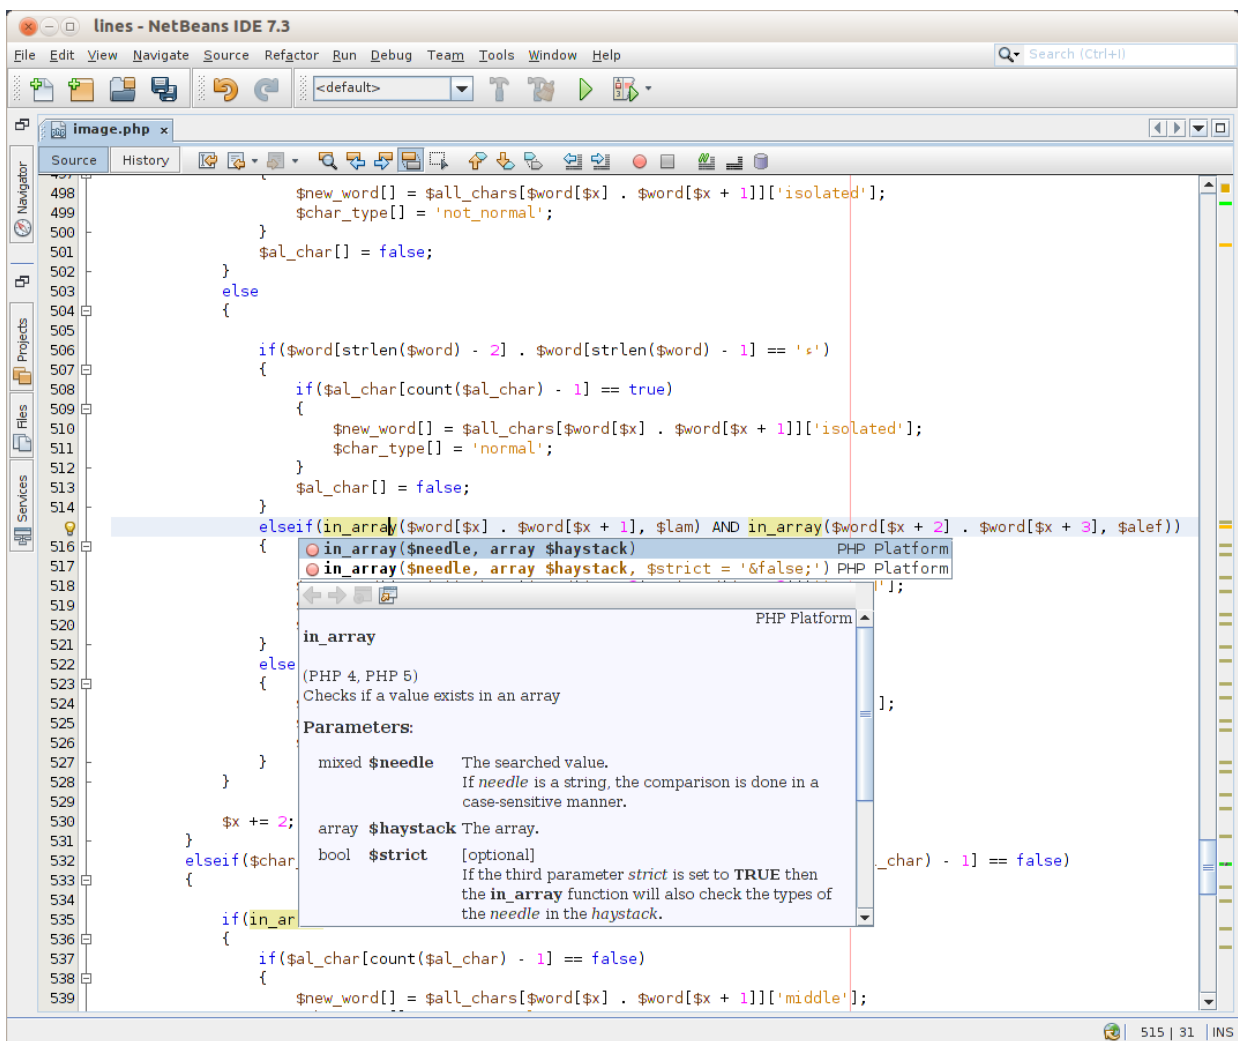 lines - NetBeans IDE 7.3
File Edit View Navigate Source Refactor Run Debug Team Tools Window Help
Search (Ctrl+I)
<default>
image.php
Source History
Navigator
Projects
Files
Services
498 $new_word[] = $all_chars[$word[$x] . $word[$x + 1]]['isolated'];
499 $char_type[] = 'not_normal';
500 }
501 $al_char[] = false;
502 }
503 else
504 {
505
506 if($word[strlen($word) - 2] . $word[strlen($word) - 1] == 'ء')
507 {
508 if($al_char[count($al_char) - 1] == true)
509 {
510 $new_word[] = $all_chars[$word[$x] . $word[$x + 1]]['isolated'];
511 $char_type[] = 'normal';
512 }
513 $al_char[] = false;
514 }
elseif(in_array($word[$x] . $word[$x + 1], $lam) AND in_array($word[$x + 2] . $word[$x + 3], $alef))
516 {
in_array($needle, array $haystack) PHP Platform
517
in_array($needle, array $haystack, $strict = '&false;') PHP Platform
518 '];
519
520
521 }
522 else
523 {
524 ];
525
526
527 }
528 }
529
530 $x += 2;
531 }
532 elseif($char _char) - 1] == false)
533 {
534
535 if(in_ar
536 {
537 if($al_char[count($al_char) - 1] == false)
538 {
539 $new_word[] = $all_chars[$word[$x] . $word[$x + 1]]['middle'];
PHP Platform
in_array
(PHP 4, PHP 5)
Checks if a value exists in an array
Parameters:
mixed $needle The searched value.
If needle is a string, the comparison is done in a
case-sensitive manner.
array $haystack The array.
bool $strict [optional]
If the third parameter strict is set to TRUE then
the in_array function will also check the types of
the needle in the haystack.
515 | 31 INS